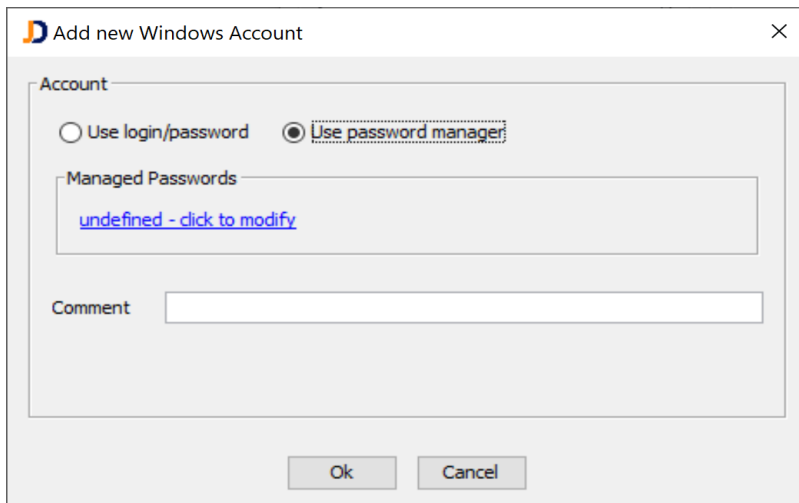 JD Add new Windows Account
Account
Use login/password Use password manager
Managed Passwords
undefined - click to modify
Comment
Ok Cancel